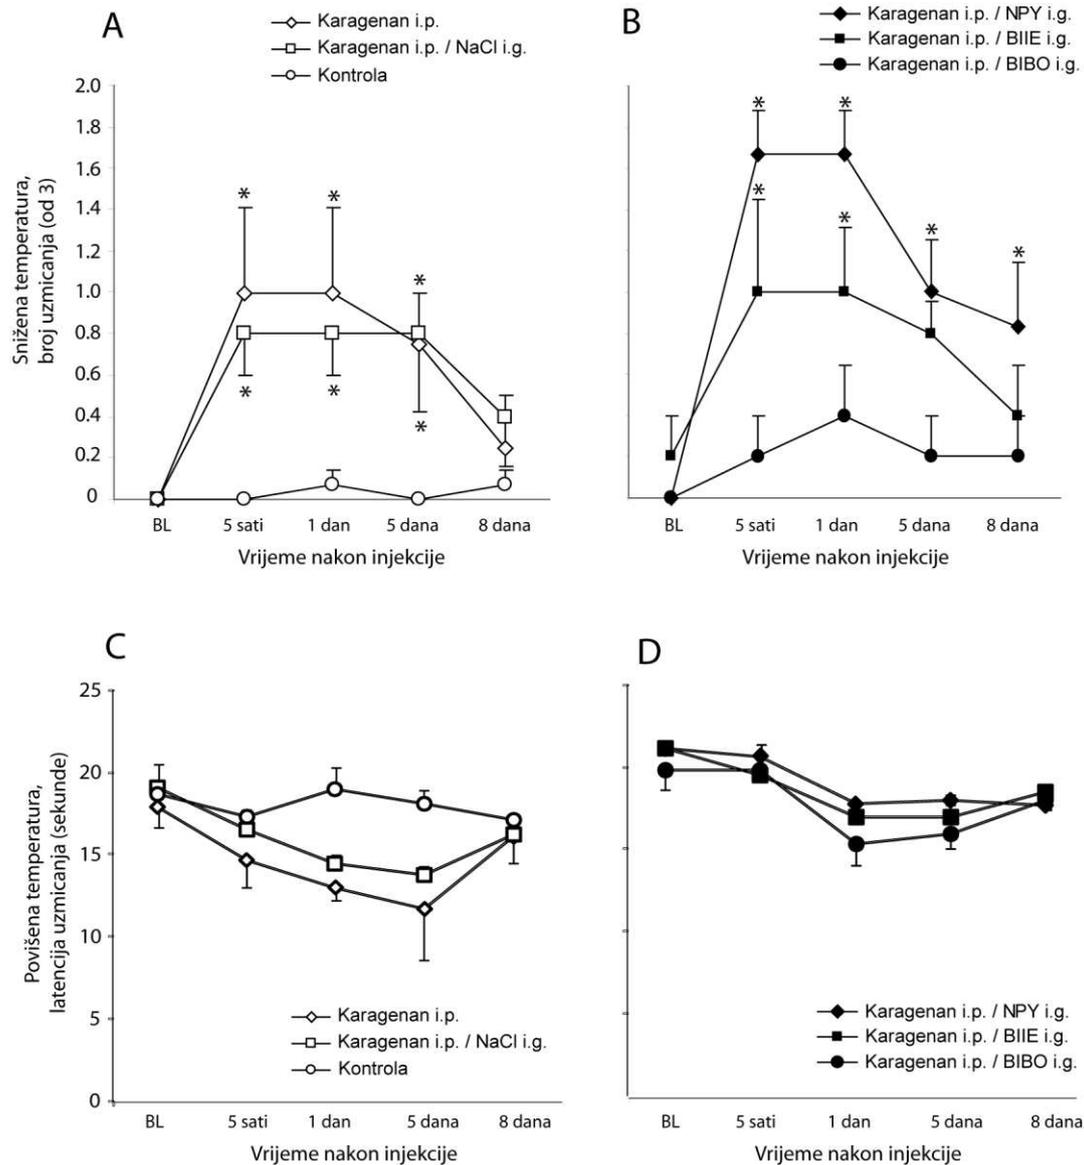 A
Karagenan i.p.
Karagenan i.p. / NaCl i.g.
Kontrola
Snižena temperatura,
broj uzmicanja (od 3)
2.0
1.8
1.6
1.4
1.2
1.0
0.8
0.6
0.4
0.2
0
*
*
*
*
*
*
BL
5 sati
1 dan
5 dana
8 dana
Vrijeme nakon injekcije
B
Karagenan i.p. / NPY i.g.
Karagenan i.p. / BIIE i.g.
Karagenan i.p. / BIBO i.g.
*
*
*
*
*
*
BL
5 sati
1 dan
5 dana
8 dana
Vrijeme nakon injekcije
C
Povišena temperatura,
latencija uzmicanja (sekunde)
25
20
15
10
5
0
Karagenan i.p.
Karagenan i.p. / NaCl i.g.
Kontrola
BL
5 sati
1 dan
5 dana
8 dana
Vrijeme nakon injekcije
D
Karagenan i.p. / NPY i.g.
Karagenan i.p. / BIIE i.g.
Karagenan i.p. / BIBO i.g.
BL
5 sati
1 dan
5 dana
8 dana
Vrijeme nakon injekcije